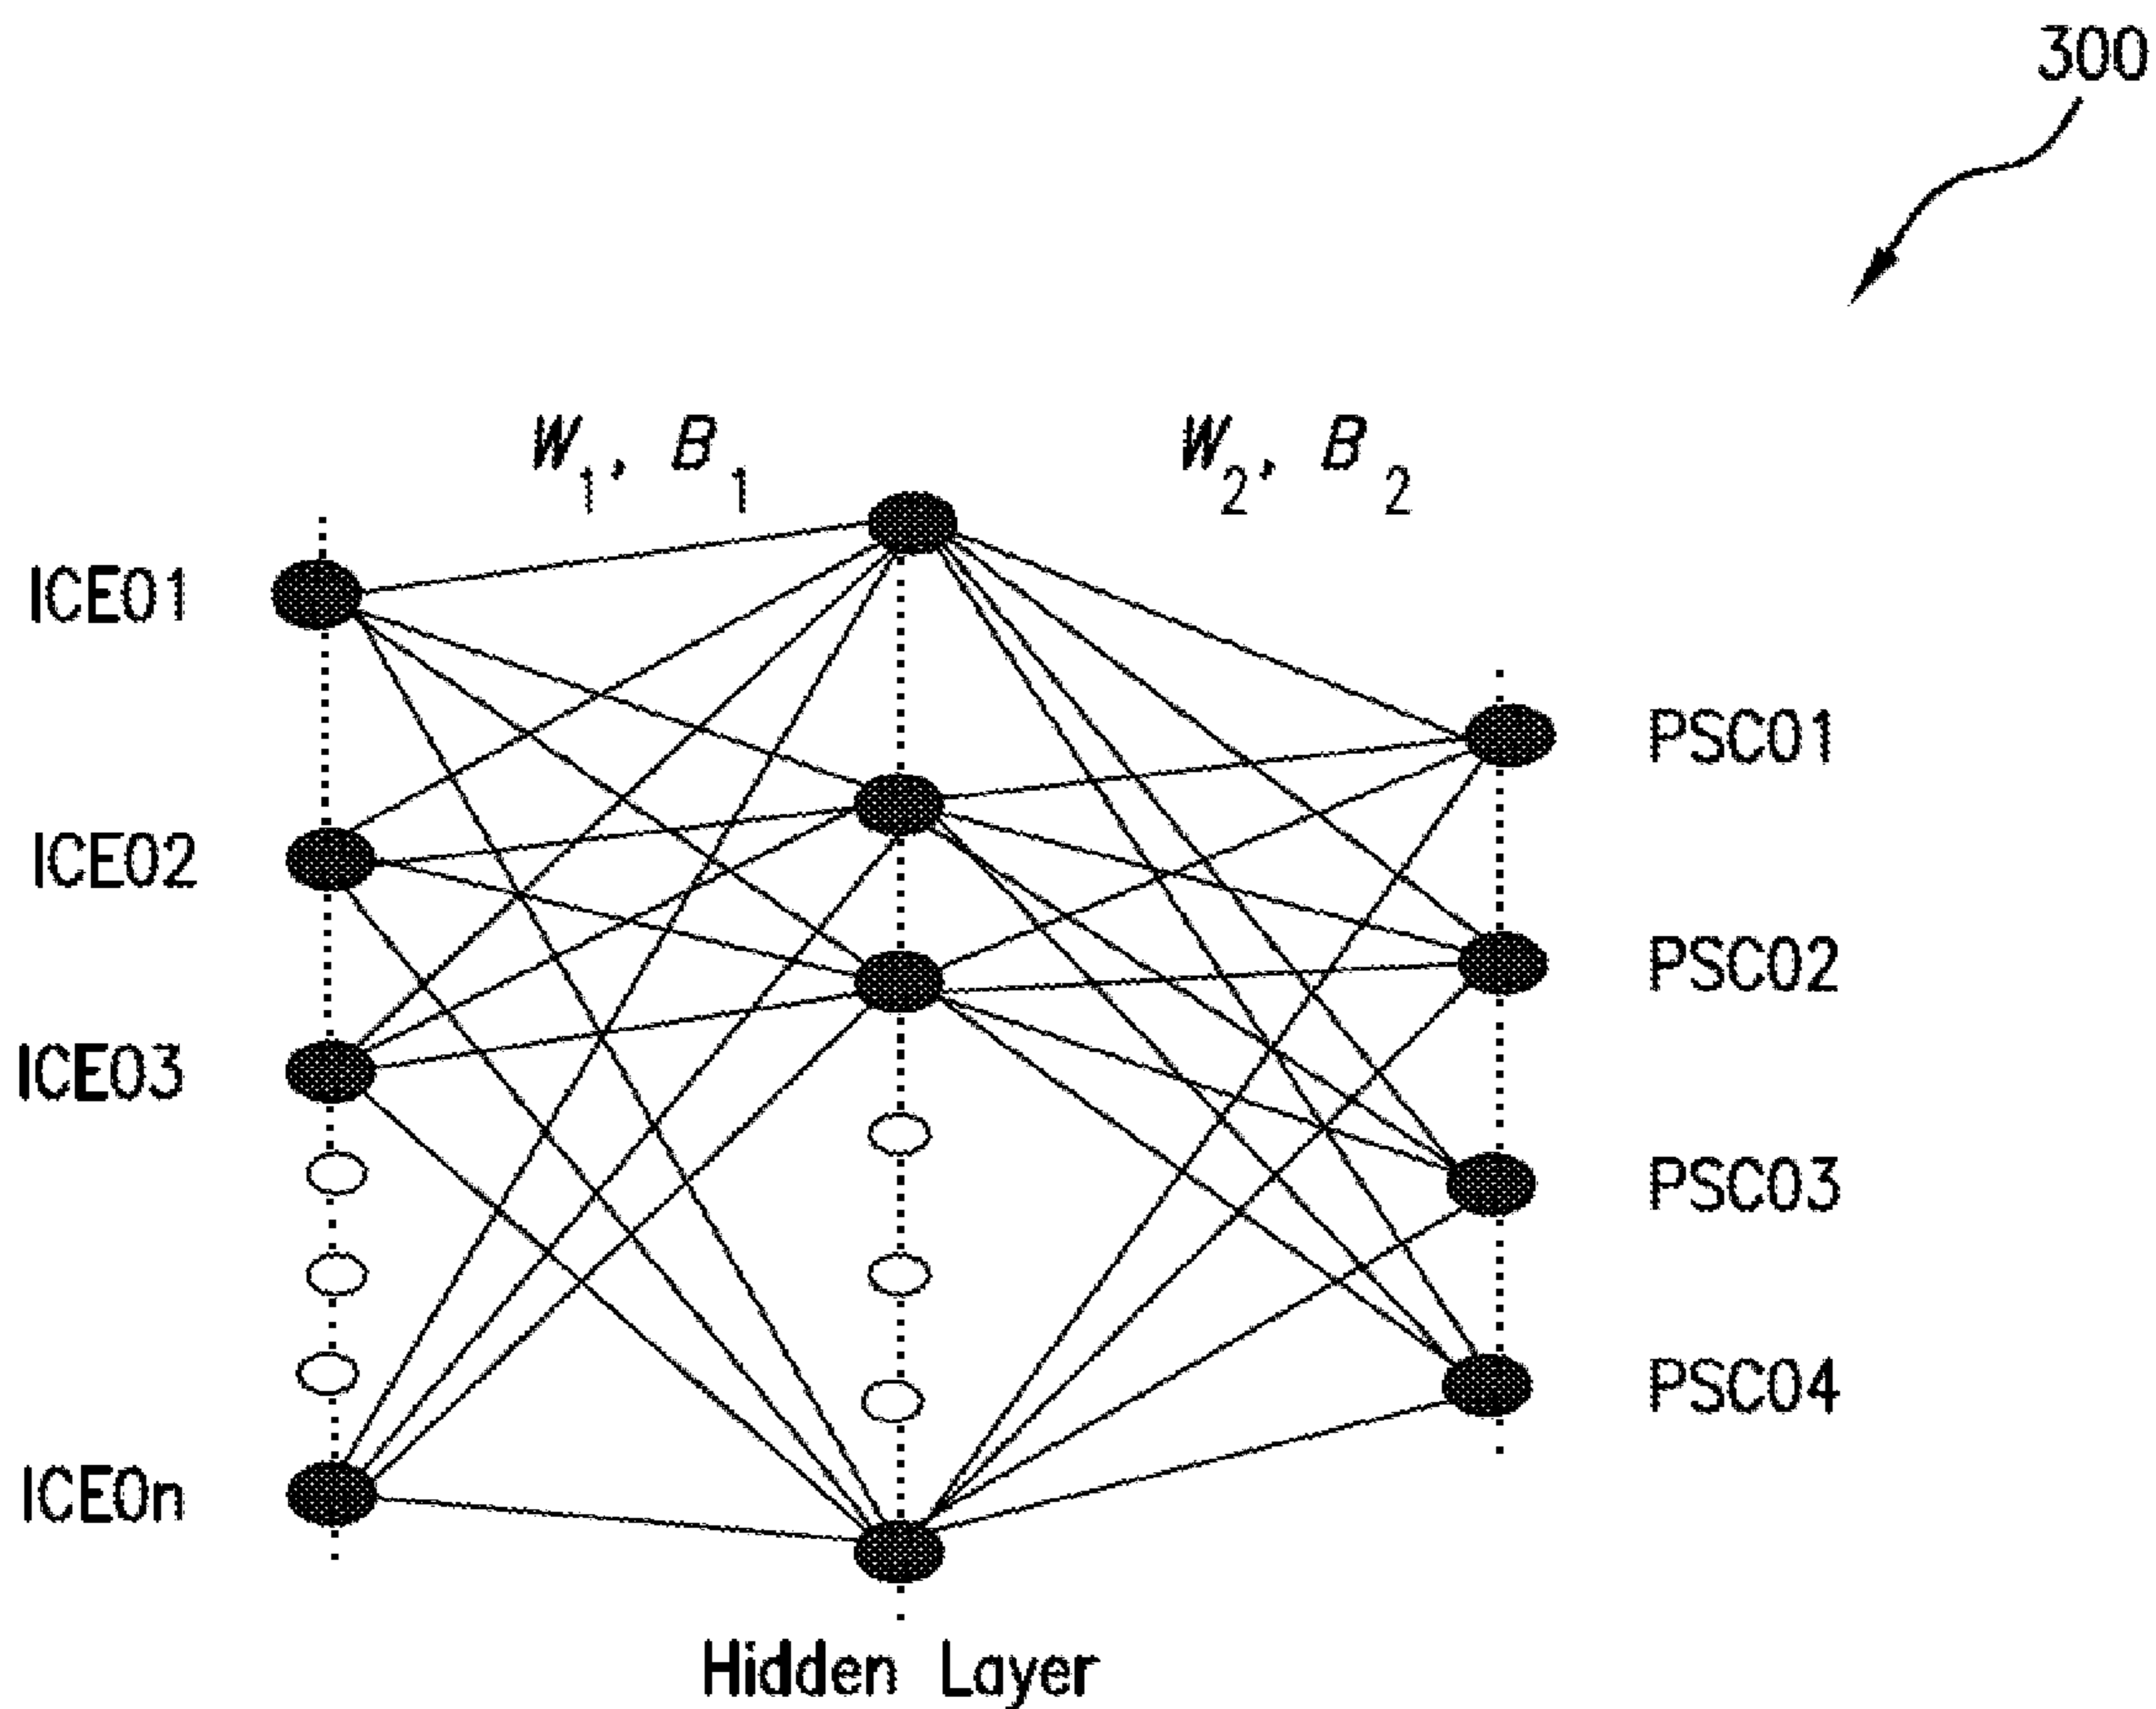 300
W1, B1
W2, B2
ICE01
PSC01
ICE02
PSC02
ICE03
PSC03
PSC04
ICE0n
Hidden Layer